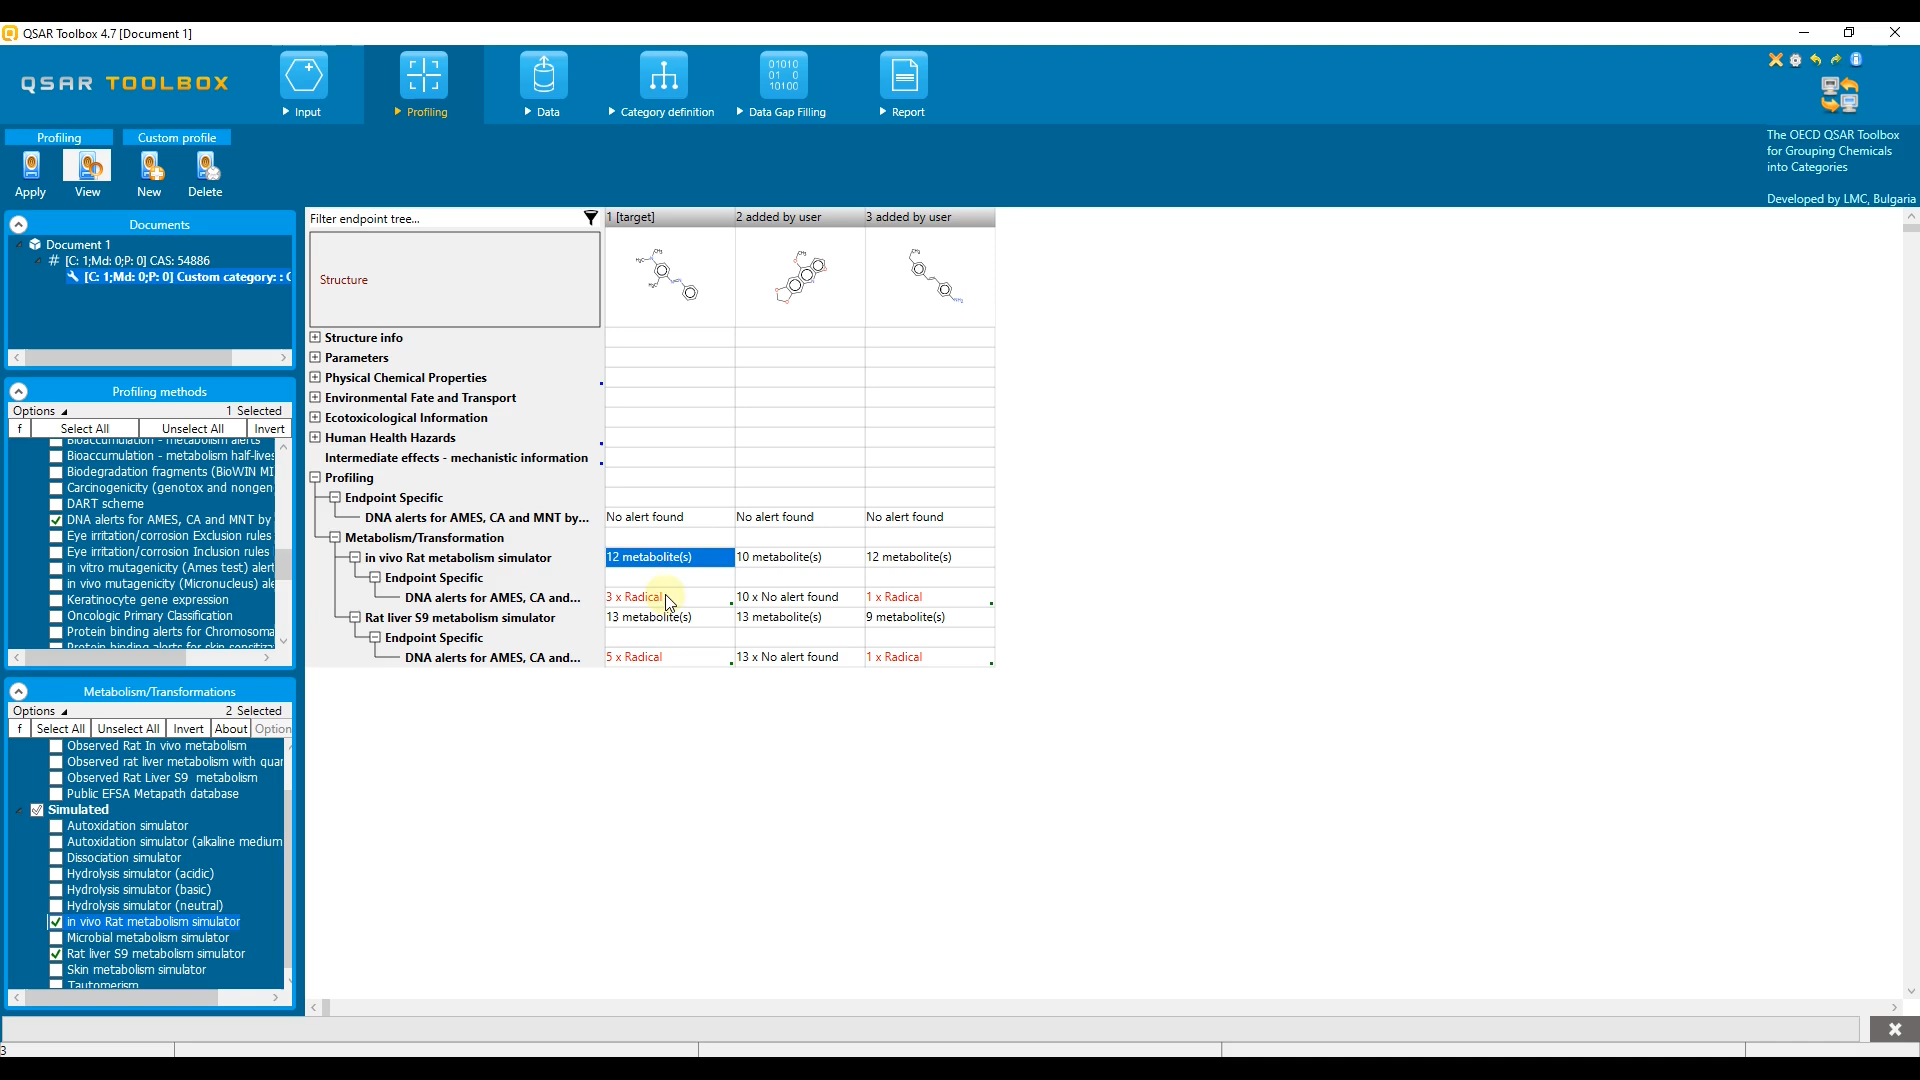 QSAR Toolbox 4.7 [Document 1]
QSAR TOOLBOX
Input
Profiling
Data
Category definition
Data Gap Filling
Report
The OECD QSAR Toolbox
for Grouping Chemicals
into Categories
Developed by LMC, Bulgaria
Profiling
Custom profile
Apply
View
New
Delete
Documents
Document 1
# [C: 1;Md: 0;P: 0] CAS: 54886
[C: 1;Md: 0;P: 0] Custom category: : C
Profiling methods
Options
1 Selected
f
Select All
Unselect All
Invert
Bioaccumulation - metabolism alerts
Bioaccumulation - metabolism half-lives
Biodegradation fragments (BioWIN MI
Carcinogenicity (genotox and nongen
DART scheme
DNA alerts for AMES, CA and MNT by
Eye irritation/corrosion Exclusion rules
Eye irritation/corrosion Inclusion rules
in vitro mutagenicity (Ames test) alert
in vivo mutagenicity (Micronucleus) ale
Keratinocyte gene expression
Oncologic Primary Classification
Protein binding alerts for Chromosoma
Protein binding alerts for skin sensitiza
Metabolism/Transformations
Options
2 Selected
f
Select All
Unselect All
Invert
About
Option
Observed Rat In vivo metabolism
Observed rat liver metabolism with quan
Observed Rat Liver S9 metabolism
Public EFSA Metapath database
Simulated
Autoxidation simulator
Autoxidation simulator (alkaline medium
Dissociation simulator
Hydrolysis simulator (acidic)
Hydrolysis simulator (basic)
Hydrolysis simulator (neutral)
in vivo Rat metabolism simulator
Microbial metabolism simulator
Rat liver S9 metabolism simulator
Skin metabolism simulator
Tautomerism
Filter endpoint tree...
1 [target]
2 added by user
3 added by user
Structure
Structure info
Parameters
Physical Chemical Properties
Environmental Fate and Transport
Ecotoxicological Information
Human Health Hazards
Intermediate effects - mechanistic information
Profiling
Endpoint Specific
DNA alerts for AMES, CA and MNT by... No alert found No alert found No alert found
Metabolism/Transformation
in vivo Rat metabolism simulator 12 metabolite(s) 10 metabolite(s) 12 metabolite(s)
Endpoint Specific
DNA alerts for AMES, CA and... 3 x Radical 10 x No alert found 1 x Radical
Rat liver S9 metabolism simulator 13 metabolite(s) 13 metabolite(s) 9 metabolite(s)
Endpoint Specific
DNA alerts for AMES, CA and... 5 x Radical 13 x No alert found 1 x Radical
3